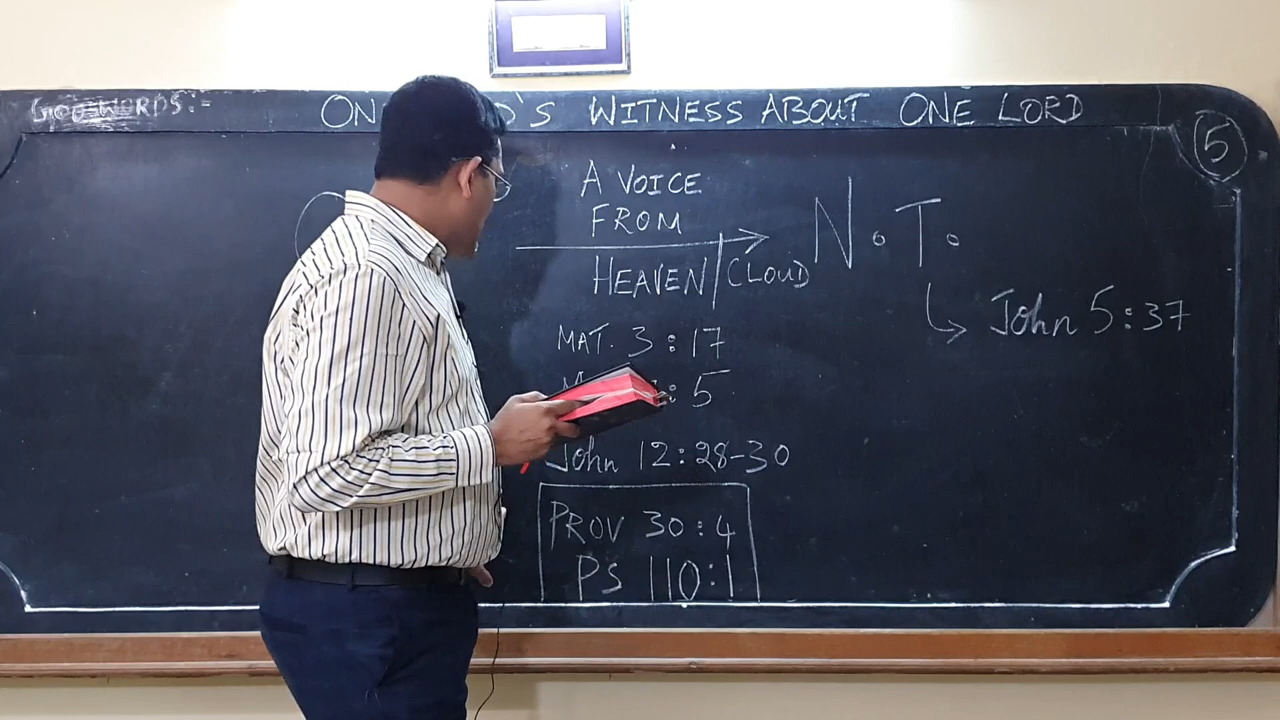 GOD WORDS:-
ON D'S WITNESS ABOUT ONE LORD
5
A VOICE
FROM
HEAVEN/CLOUD
N.T.
John 5:37
MAT. 3:17
M : 5
John 12:28-30
PROV 30:4
PS 110:1